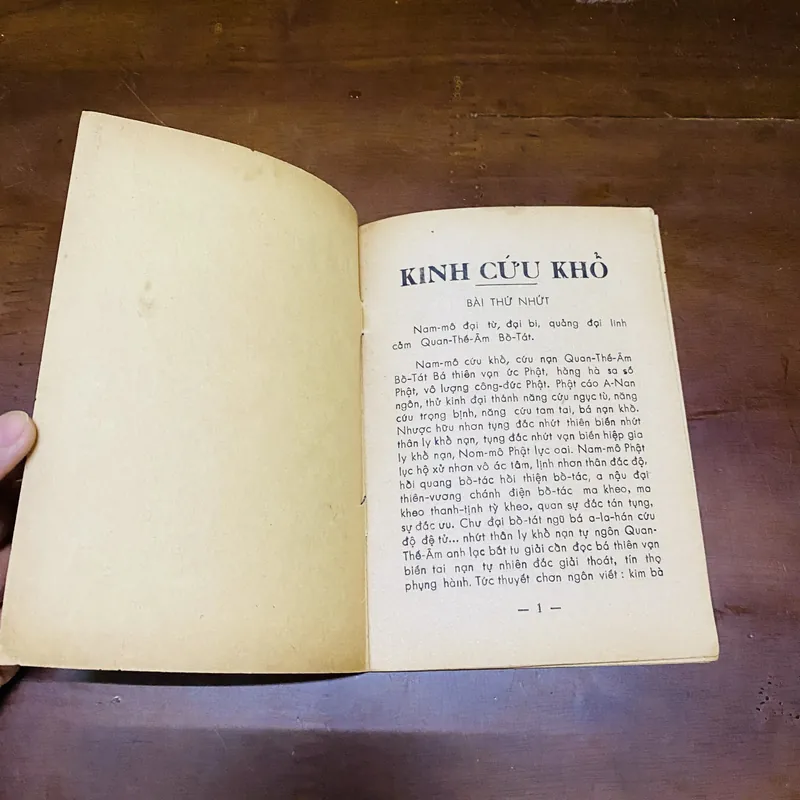 KINH CỨU KHỔ
BÀI THỨ NHỨT
Nam-mô đại từ, đại bi, quảng đại linh
cảm Quan-Thế-Âm Bồ-Tát.
Nam-mô cứu khổ, cứu nạn Quan-Thế-Âm
Bồ-Tát Bá thiên vạn ức Phật, hòng hà sa số
Phật, vô lượng công-đức Phật. Phật cáo A-Nan
ngôn, thử kinh đại thánh năng cứu ngục tù, năng
cứu trọng bịnh, năng cứu tam tai, bá nạn khổ.
Nhược hữu nhơn tụng đắc nhứt thiên biến nhứt
thân ly khổ nạn, tụng đắc nhứt vạn biến hiệp gia
ly khổ nạn, Nom-mô Phật lực oai. Nam-mô Phật
lục hộ xử nhơn vô ác tâm, lịnh nhơn thân đắc độ,
hồi quang bồ-tác hồi thiện bồ-tác, a nậu đại
thiên-vương chánh điện bồ-tác ma kheo, ma
kheo thanh-tịnh tỳ kheo, quan sự đắc tán tụng,
sự đắc ưu. Chư đại bồ-tát ngũ bá a-la-hán cứu
độ đệ tử... nhứt thân ly khổ nạn tự ngôn Quan-
Thế-Âm anh lạc bất tu giải cần đọc bá thiên vạn
biến tai nạn tự nhiên đắc giải thoát, tín thọ
phụng hành. Tức thuyết chơn ngôn viết : kim bà
— 1 —